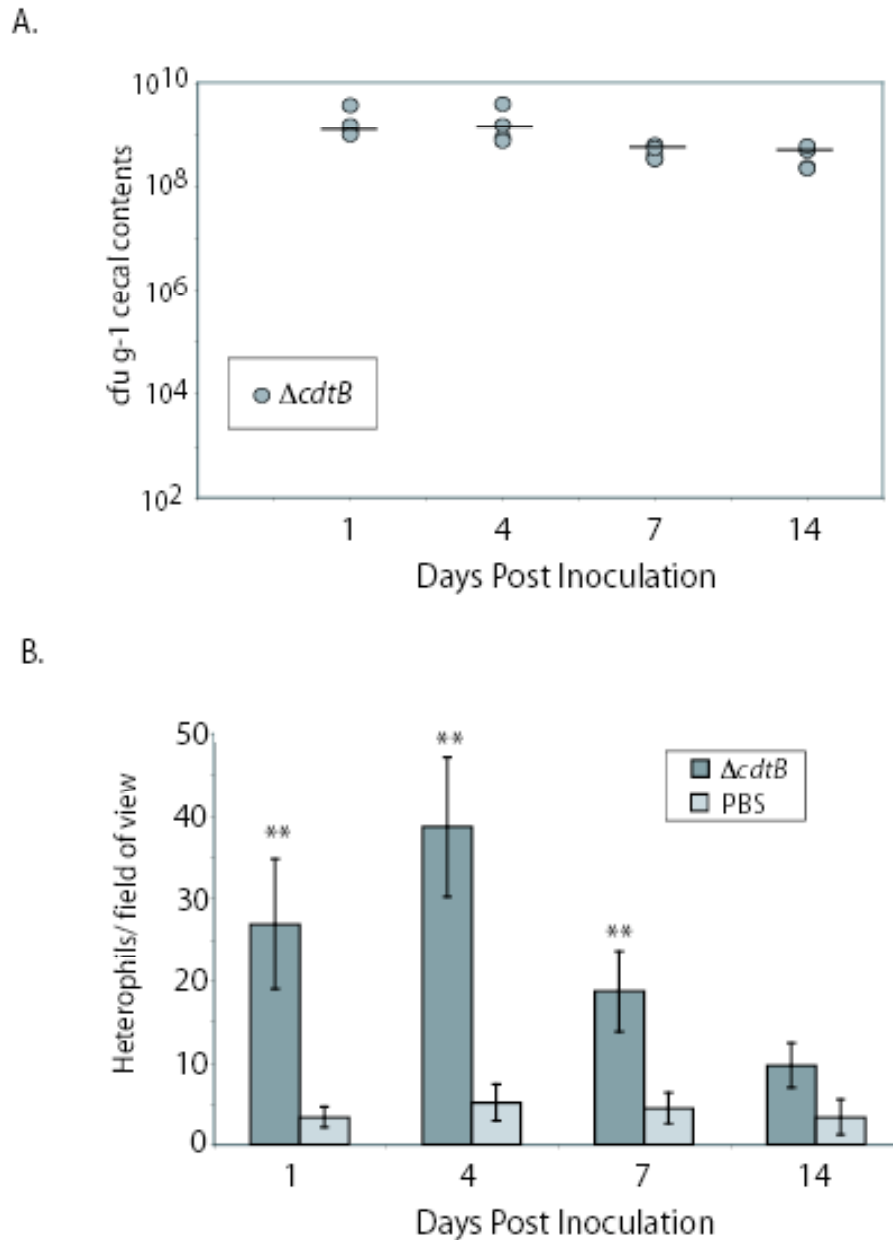 A.
10^10
10^8
10^6
10^4
10^2
cfu g-1 cecal contents
ΔcdtB
1 4 7 14
Days Post Inoculation
B.
50
40
30
20
10
0
Heterophils/ field of view
** ** **
ΔcdtB
PBS
1 4 7 14
Days Post Inoculation